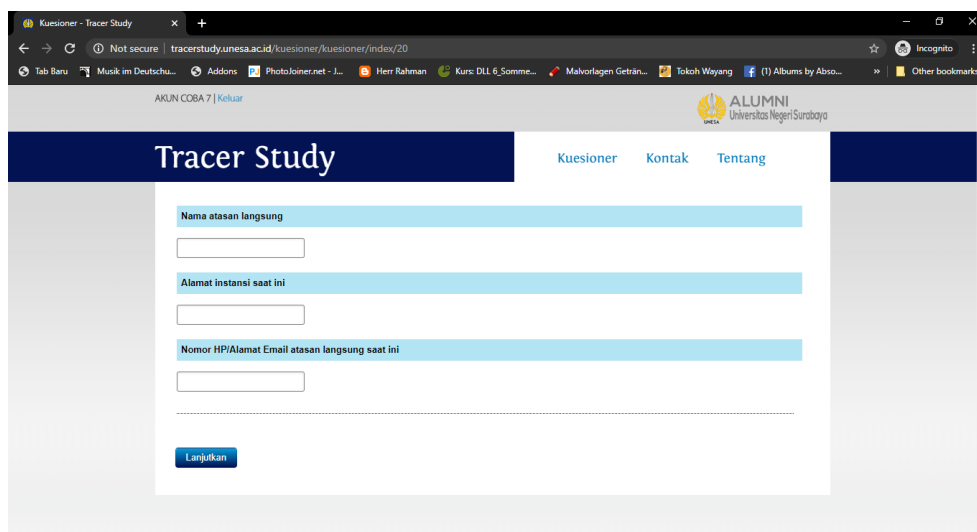 Kuesioner - Tracer Study
Not secure | tracerstudy.unesa.ac.id/kuesioner/kuesioner/index/20
Incognito
Tab Baru Musik im Deutschu... Addons PhotoJoiner.net - J... Herr Rahman Kurs: DLL 6_Somme... Malvorlagen Geträn... Tokoh Wayang (1) Albums by Abso... » Other bookmarks
AKUN COBA 7 | Keluar
UNESA
ALUMNI
Universitas Negeri Surabaya
Tracer Study
Kuesioner Kontak Tentang
Nama atasan langsung
Alamat instansi saat ini
Nomor HP/Alamat Email atasan langsung saat ini
Lanjutkan